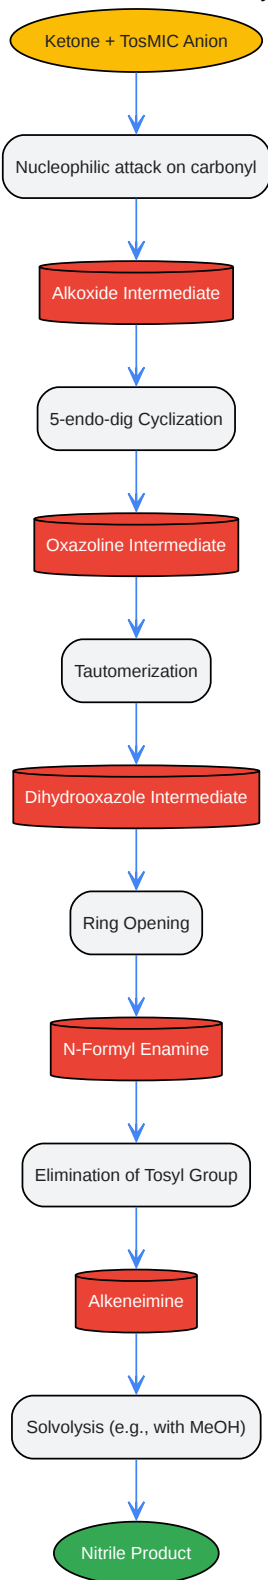 Ketone + TosMIC Anion
Nucleophilic attack on carbonyl
Alkoxide Intermediate
5-endo-dig Cyclization
Oxazoline Intermediate
Tautomerization
Dihydrooxazole Intermediate
Ring Opening
N-Formyl Enamine
Elimination of Tosyl Group
Alkeneimine
Solvolysis (e.g., with MeOH)
Nitrile Product